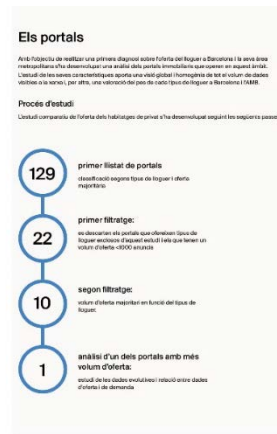 Els portals
Amb l'objectiu de realitzar una primera diagnosi sobre l'oferta del lloguer a Barcelona i la seva àrea
metropolitana s'ha desenvolupat una anàlisi dels portals immobiliaris que operen en aquest àmbit.
L'estudi de les seves característiques aporta una visió global i homogènia de tot el volum de dades
visibles a la xarxa i, per altra, una valoració del pes de cada tipus de lloguer a Barcelona i l'AMB.
Procés d'estudi
L'estudi comparatiu de l'oferta dels habitatges de privat s'ha desenvolupat seguint les següents
129
primer llistat de portals
classificació segons tipus de lloguer i oferta
majoritària
22
primer filtratge:
es descarten els portals que ofereixen tipus de
lloguer exclosos d'aquest estudi i els que tenen un
volum d'oferta <1000 anuncis
10
segon filtratge:
volum d'oferta majoritari en funció del tipus de
lloguer.
1
anàlisi d'un dels portals amb més
volum d'oferta:
estudi de les dades evolutives i relació entre dades
d'oferta i de demanda